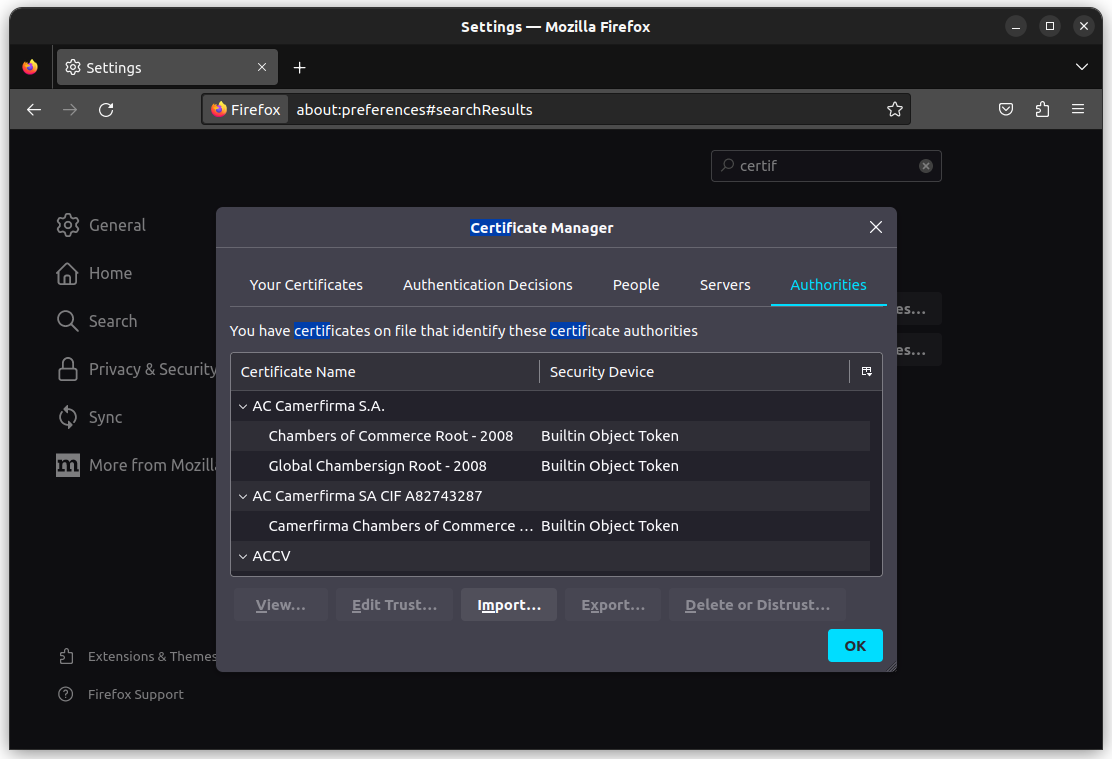 Settings — Mozilla Firefox
Settings
Firefox about:preferences#searchResults
certif
General
Home
Search
Privacy & Security
Sync
More from Mozill
Extensions & Themes
Firefox Support
es…
es…
Certificate Manager
Your Certificates Authentication Decisions People Servers Authorities
You have certificates on file that identify these certificate authorities
Certificate Name Security Device
AC Camerfirma S.A.
Chambers of Commerce Root - 2008 Builtin Object Token
Global Chambersign Root - 2008 Builtin Object Token
AC Camerfirma SA CIF A82743287
Camerfirma Chambers of Commerce … Builtin Object Token
ACCV
View… Edit Trust… Import… Export… Delete or Distrust…
OK